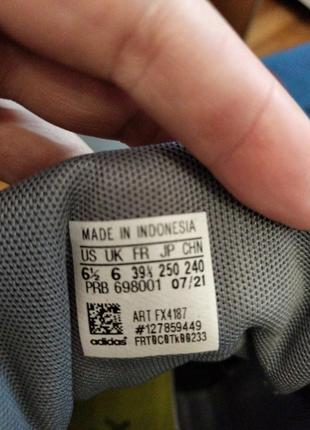 MADE IN INDONESIA
US UK FR JP CHN
6½ 6 39⅓ 250 240
PRB 698001 07/21
ART FX4187
#127859449
adidas FRT0C0Tk00233